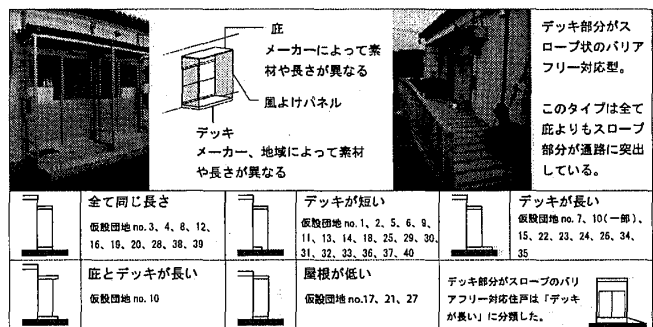 庇
メーカーによって素
材や長さが異なる
風よけパネル
デッキ
メーカー、地域によって素材
や長さが異なる
デッキ部分がス
ロープ状のバリア
フリー対応型。
このタイプは全て
庇よりもスロープ
部分が通路に突出
している。
全て同じ長さ
仮設団地 no.3、4、8、12、
16、19、20、28、38、39
デッキが短い
仮設団地 no.1、2、5、6、9、
11、13、14、18、25、29、30、
31、32、33、36、37、40
デッキが長い
仮設団地 no.7、10(一部)、
15、22、23、24、26、34、
35
庇とデッキが長い
仮設団地 no.10
屋根が低い
仮設団地 no.17、21、27
デッキ部分がスロープのバリ
アフリー対応住戸は「デッキ
が長い」に分類した。